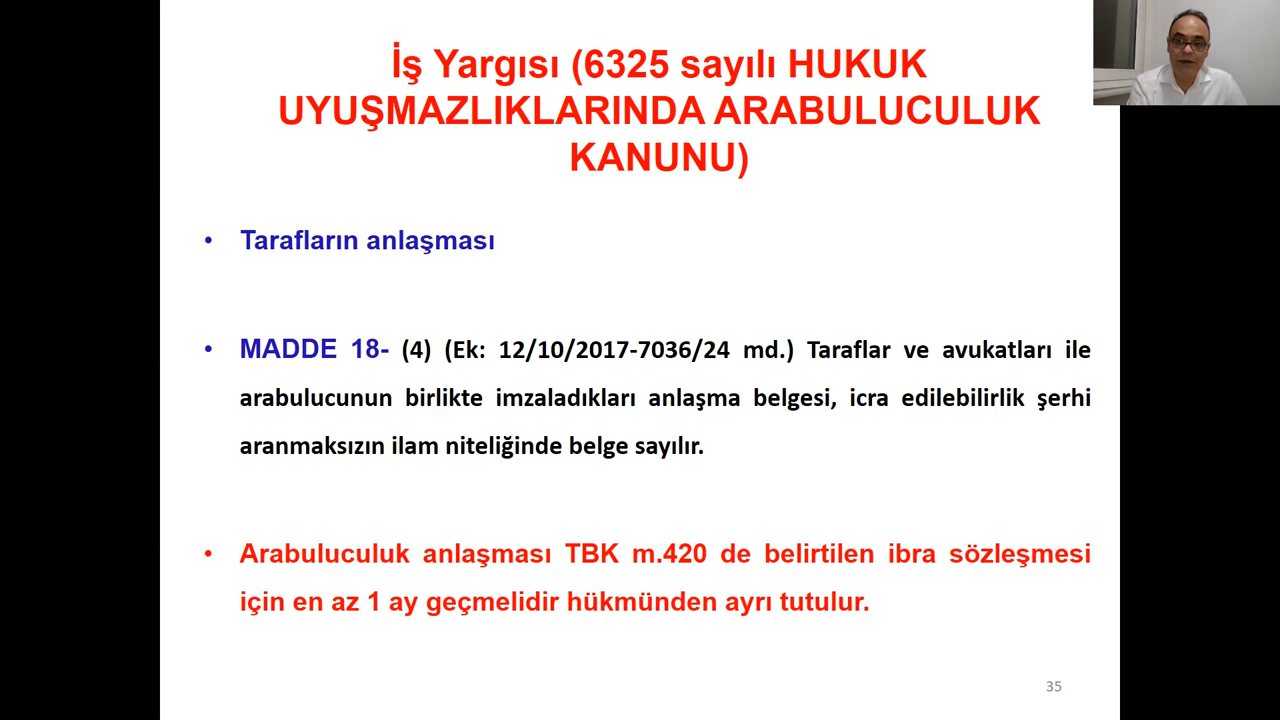 İş Yargısı (6325 sayılı HUKUK
UYUŞMAZLIKLARINDA ARABULUCULUK
KANUNU)
• Tarafların anlaşması
• MADDE 18- (4) (Ek: 12/10/2017-7036/24 md.) Taraflar ve avukatları ile
arabulucunun birlikte imzaladıkları anlaşma belgesi, icra edilebilirlik şerhi
aranmaksızın ilam niteliğinde belge sayılır.
• Arabuluculuk anlaşması TBK m.420 de belirtilen ibra sözleşmesi
için en az 1 ay geçmelidir hükmünden ayrı tutulur.
35